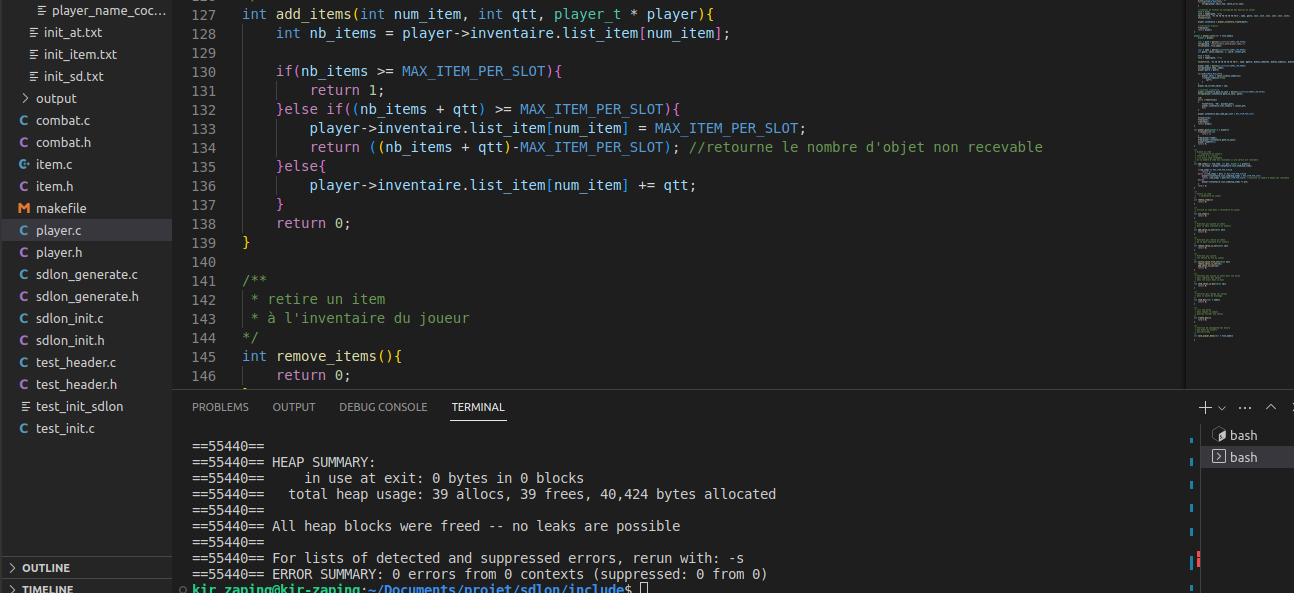 player_name_coc...
init_at.txt
init_item.txt
init_sd.txt
output
C combat.c
C combat.h
item.c
C item.h
M makefile
C player.c
C player.h
C sdlon_generate.c
C sdlon_generate.h
C sdlon_init.c
C sdlon_init.h
C test_header.c
C test_header.h
test_init_sdlon
C test_init.c
OUTLINE
TIMELINE
127 int add_items(int num_item, int qtt, player_t * player){
128 int nb_items = player->inventaire.list_item[num_item];
129
130 if(nb_items >= MAX_ITEM_PER_SLOT){
131 return 1;
132 }else if((nb_items + qtt) >= MAX_ITEM_PER_SLOT){
133 player->inventaire.list_item[num_item] = MAX_ITEM_PER_SLOT;
134 return ((nb_items + qtt)-MAX_ITEM_PER_SLOT); //retourne le nombre d'objet non recevable
135 }else{
136 player->inventaire.list_item[num_item] += qtt;
137 }
138 return 0;
139 }
140
141 /**
142 * retire un item
143 * à l'inventaire du joueur
144 */
145 int remove_items(){
146 return 0;
PROBLEMS OUTPUT DEBUG CONSOLE TERMINAL
==55440==
==55440== HEAP SUMMARY:
==55440== in use at exit: 0 bytes in 0 blocks
==55440== total heap usage: 39 allocs, 39 frees, 40,424 bytes allocated
==55440==
==55440== All heap blocks were freed -- no leaks are possible
==55440==
==55440== For lists of detected and suppressed errors, rerun with: -s
==55440== ERROR SUMMARY: 0 errors from 0 contexts (suppressed: 0 from 0)
kir_zaping@kir-zaping:~/Documents/projet/sdlon/include$
bash
bash